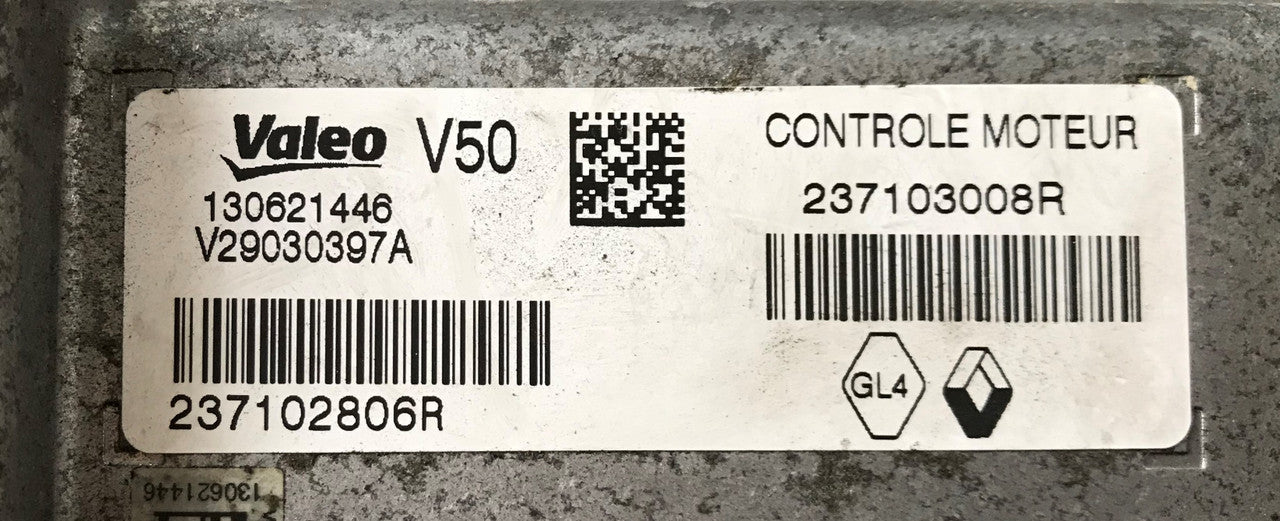 Valeo V50
130621446
V29030397A
237102806R
CONTROLE MOTEUR
237103008R
GL4
130621446